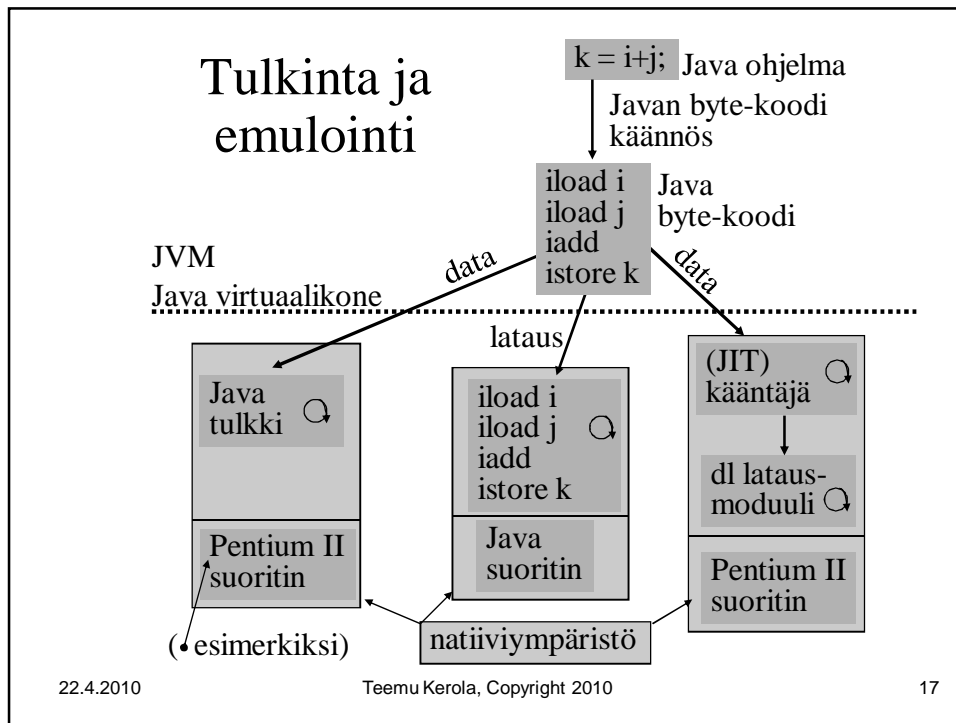 Tulkinta ja
emulointi
k = i+j;
Java ohjelma
Javan byte-koodi
käännös
iload i
iload j
iadd
istore k
Java
byte-koodi
JVM
Java virtuaalikone
data
data
lataus
Java
tulkki
Pentium II
suoritin
iload i
iload j
iadd
istore k
Java
suoritin
(JIT)
kääntäjä
dl lataus-
moduuli
Pentium II
suoritin
( esimerkiksi)
natiiviympäristö
22.4.2010
Teemu Kerola, Copyright 2010
17